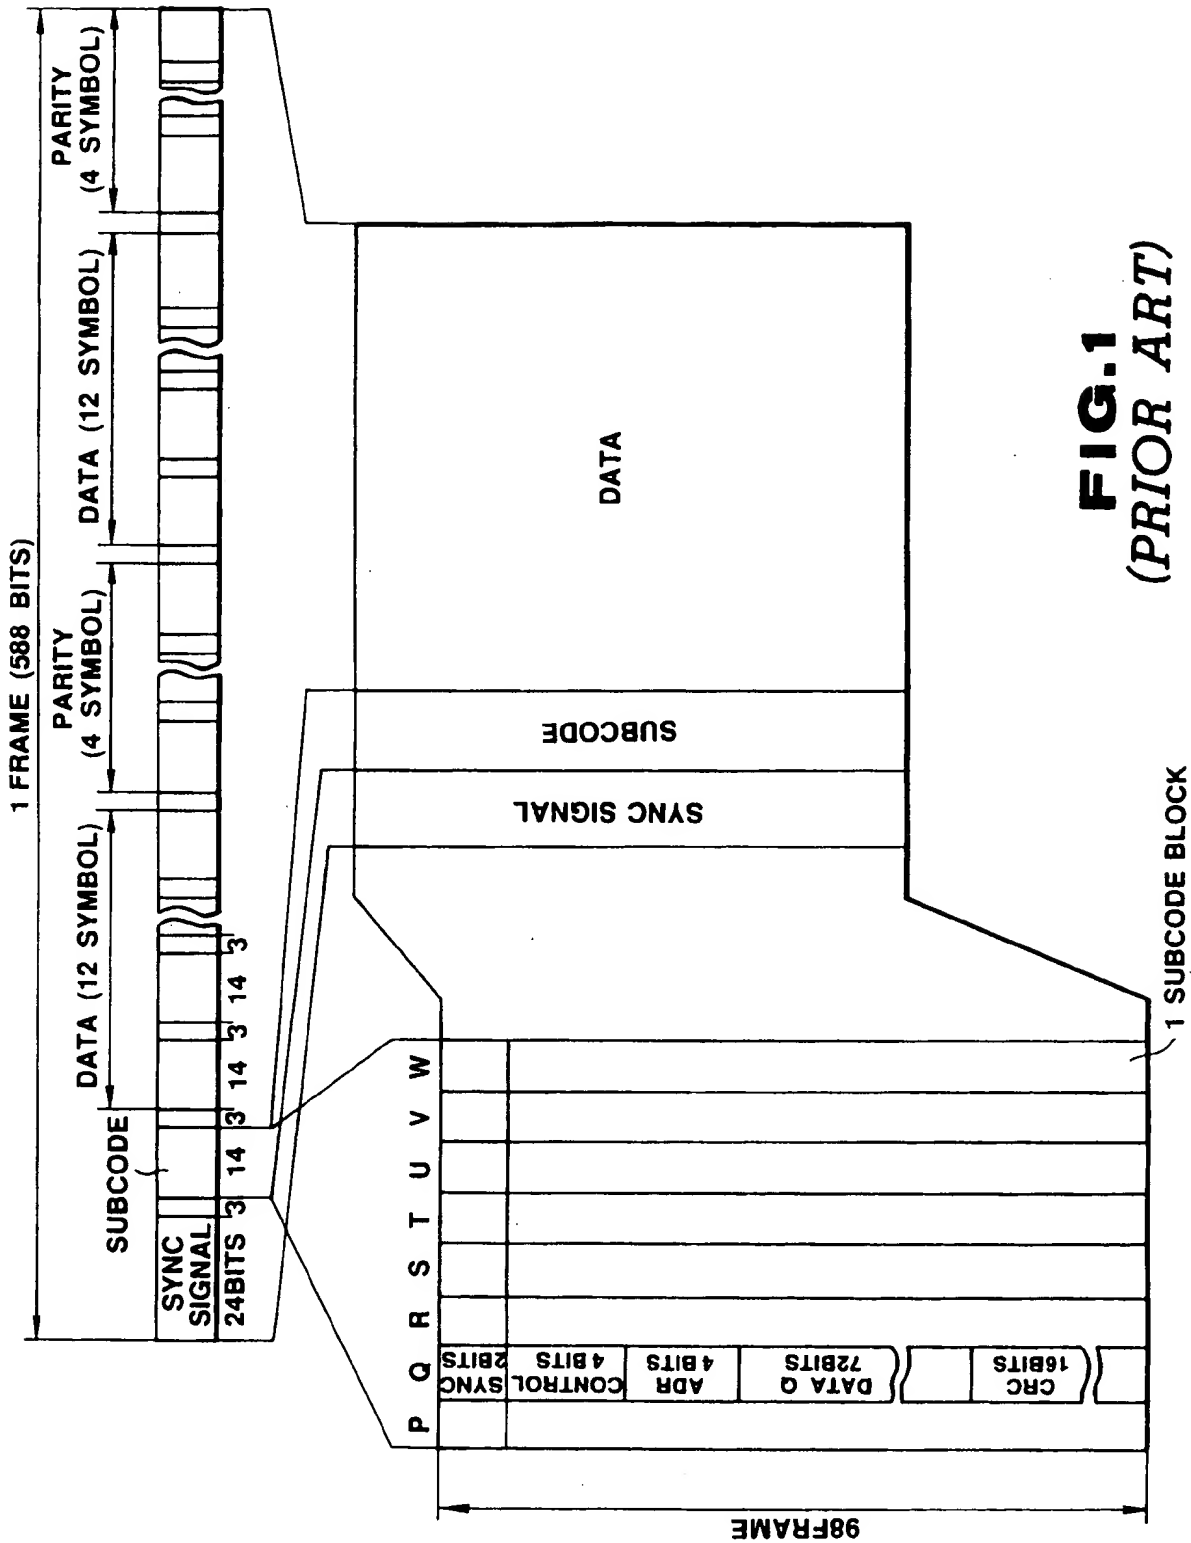 1 FRAME (588 BITS)
SUBCODE
DATA (12 SYMBOL)
PARITY
(4 SYMBOL)
DATA (12 SYMBOL)
PARITY
(4 SYMBOL)
SYNC
SIGNAL
24BITS 3 14 3 14 3 14 3
P Q R S T U V W
SYNC
2BITS
CONTROL
4 BITS
ADR
4 BITS
DATA Q
72BITS
CRC
16BITS
98FRAME
SYNC SIGNAL
SUBCODE
DATA
1 SUBCODE BLOCK
FIG.1
(PRIOR ART)